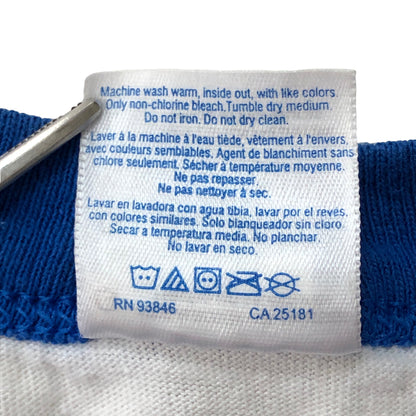 Machine wash warm, inside out, with like colors.
Only non-chlorine bleach.Tumble dry medium.
Do not iron. Do not dry clean.
Laver à la machine à l'eau tiède, vêtement à l'envers,
avec couleurs semblables. Agent de blanchiment sans
chlore seulement. Sécher à température moyenne.
Ne pas repasser
Ne pas nettoyer à sec.
Lavar en lavadora con agua tibia, lavar por el revés,
con colores similares. Solo blanqueador sin cloro.
Secar a temperatura media. No planchar.
No lavar en seco.
RN 93846 CA 25181